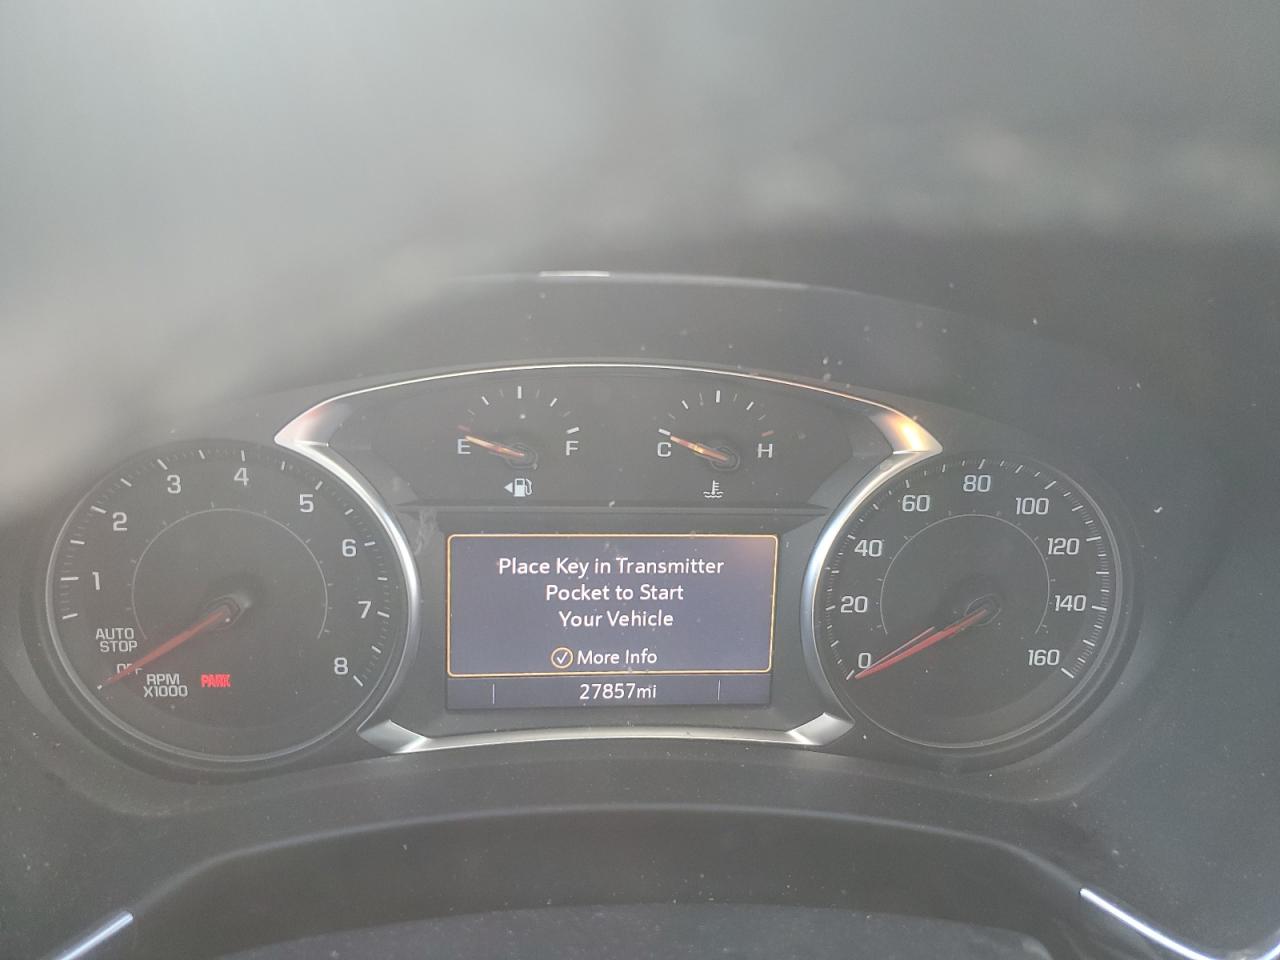 E
F
C
H
1
2
3
4
5
6
7
8
AUTO
STOP
OFF
RPM
X1000
PARK
Place Key in Transmitter
Pocket to Start
Your Vehicle
More Info
27857mi
0
20
40
60
80
100
120
140
160